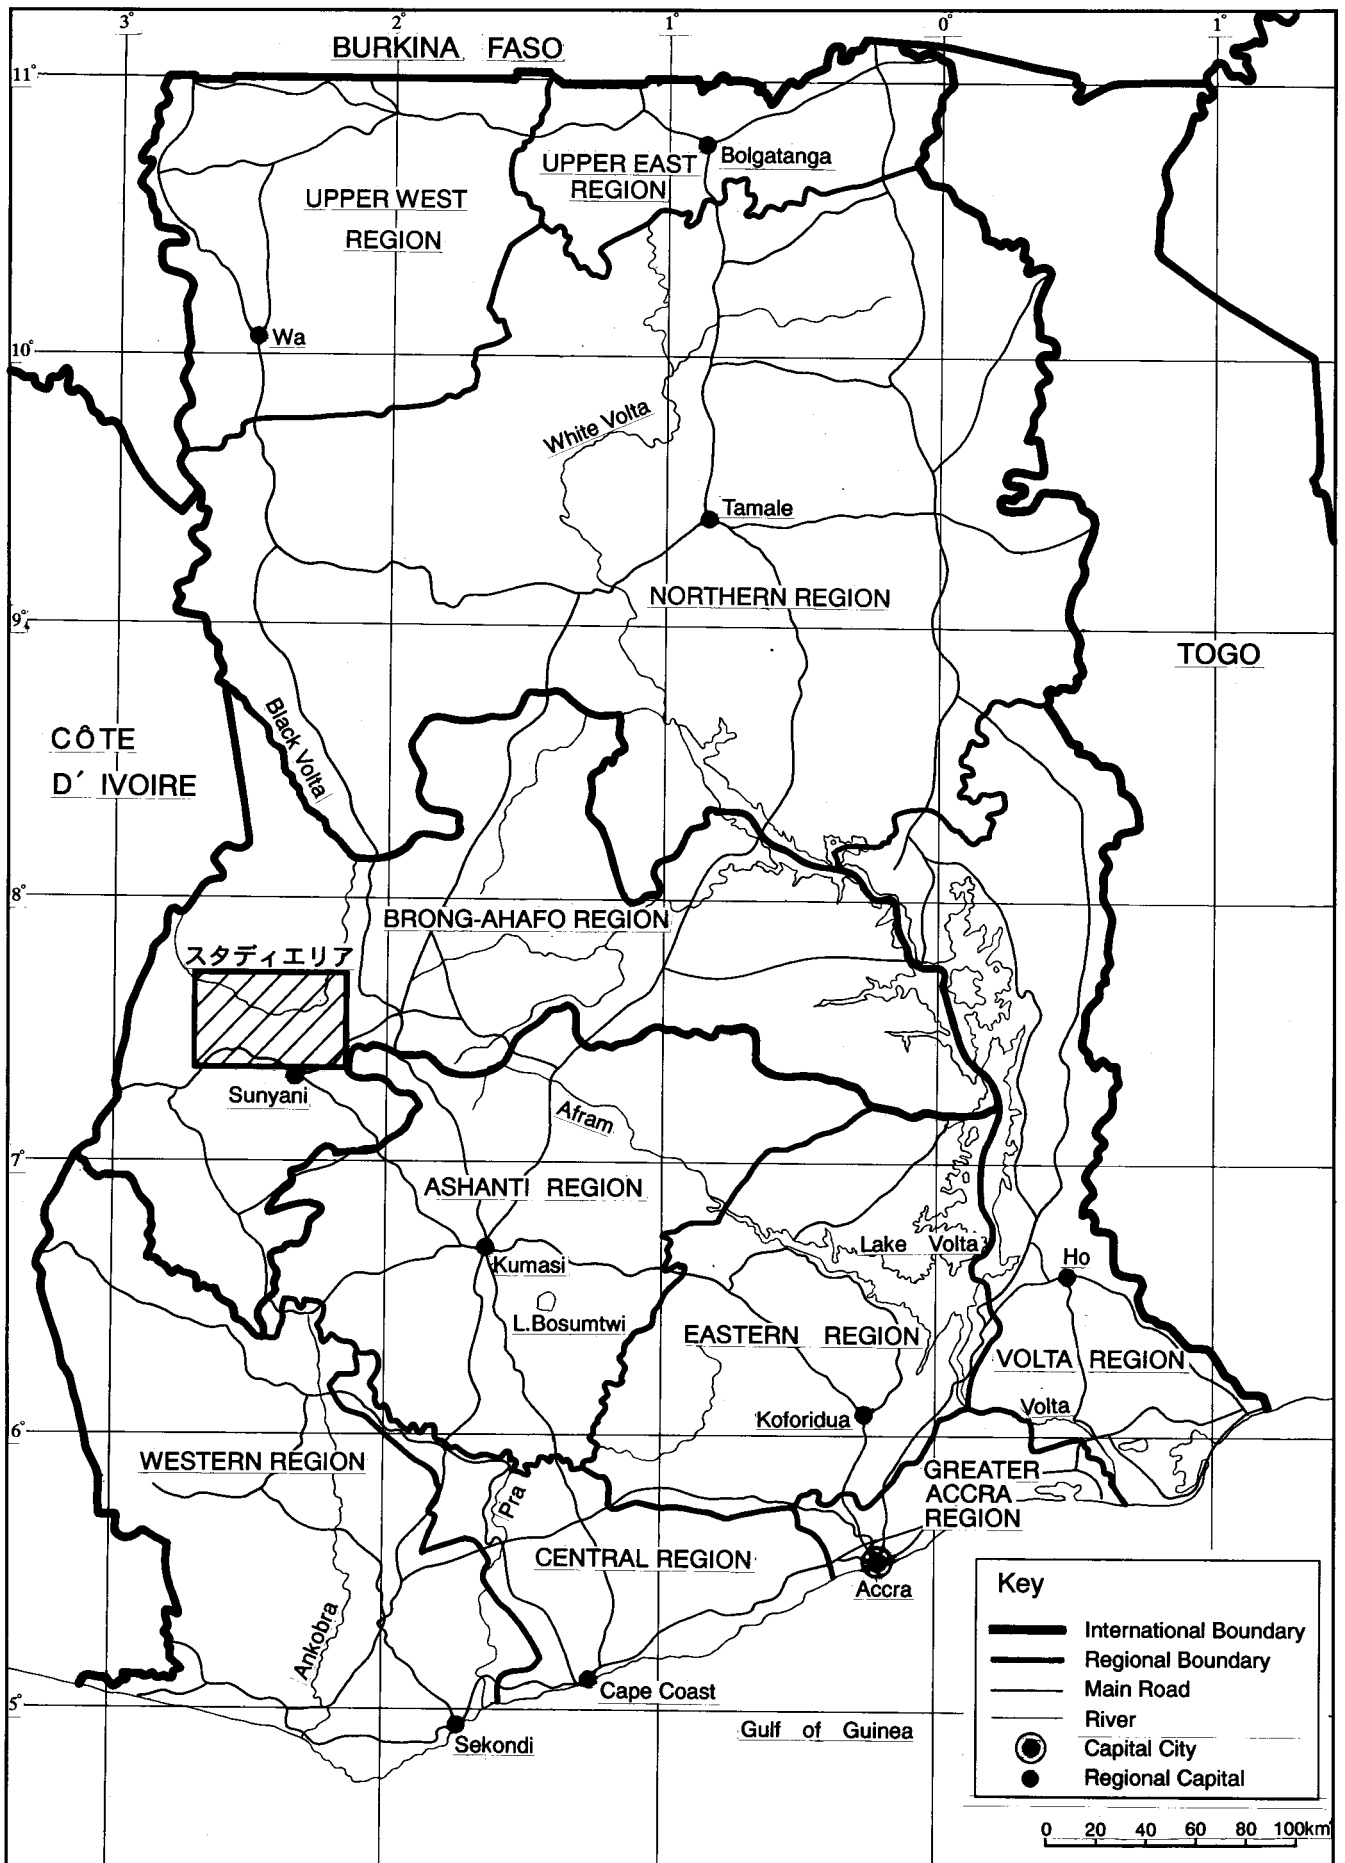 3° 2° 1° 0° 1°
BURKINA FASO
11°
Bolgatanga
UPPER EAST
REGION
UPPER WEST
REGION
Wa
10°
White Volta
Tamale
NORTHERN REGION
9°
TOGO
Black Volta
CÔTE
D' IVOIRE
8°
BRONG-AHAFO REGION
スタディエリア
Sunyani
Afram
7°
ASHANTI REGION
Lake Volta
Ho
Kumasi
L.Bosumtwi
EASTERN REGION
VOLTA REGION
Volta
Koforidua
6°
WESTERN REGION
GREATER
ACCRA
REGION
Pra
CENTRAL REGION
Accra
Ankobra
Cape Coast
5°
Gulf of Guinea
Sekondi
Key
International Boundary
Regional Boundary
Main Road
River
Capital City
Regional Capital
0 20 40 60 80 100km